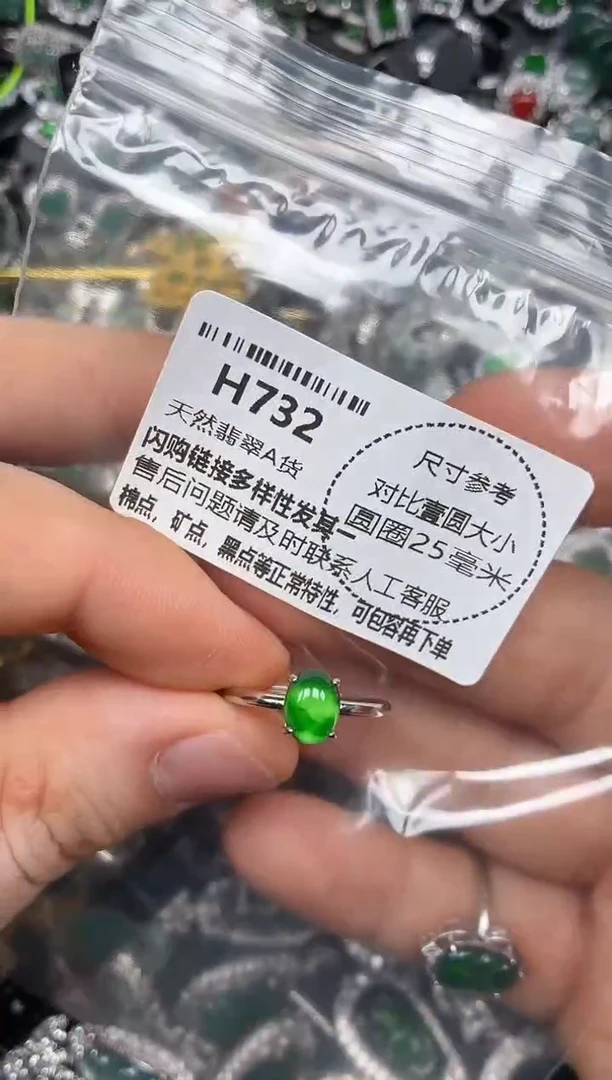 H732
天然翡翠A货
闪购链接多样性发其一
售后问题请及时联系人工客服
棉点，矿点，黑点等正常特性，可包容再下单
尺寸参考
对比壹圆大小
圆圈25毫米